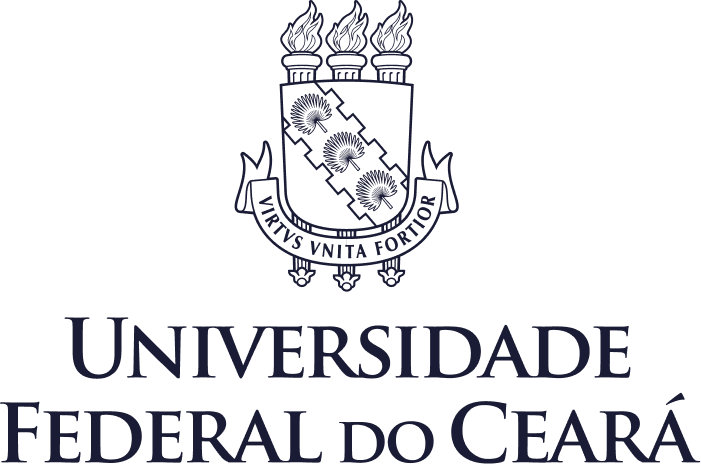 VIRTVS VNITA FORTIOR
UNIVERSIDADE
FEDERAL DO CEARÁ